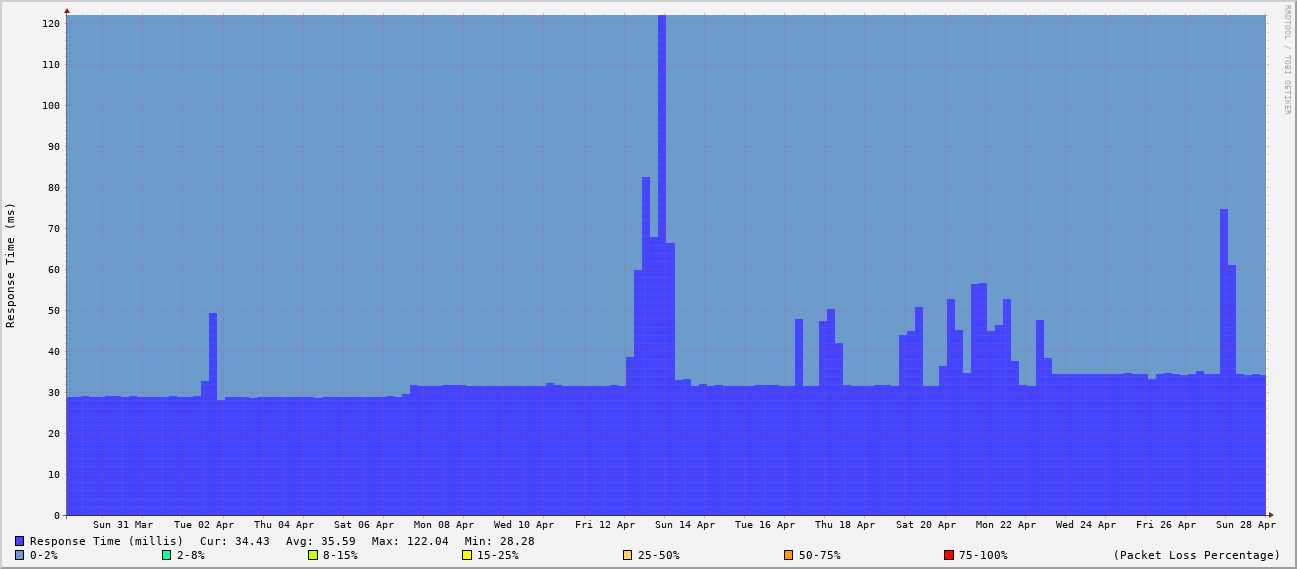 RRDTOOL / TOBI OETIKER
Response Time (ms)
120
110
100
90
80
70
60
50
40
30
20
10
0
Sun 31 Mar Tue 02 Apr Thu 04 Apr Sat 06 Apr Mon 08 Apr Wed 10 Apr Fri 12 Apr Sun 14 Apr Tue 16 Apr Thu 18 Apr Sat 20 Apr Mon 22 Apr Wed 24 Apr Fri 26 Apr Sun 28 Apr
Response Time (millis) Cur: 34.43 Avg: 35.59 Max: 122.04 Min: 28.28
0-2% 2-8% 8-15% 15-25% 25-50% 50-75% 75-100% (Packet Loss Percentage)